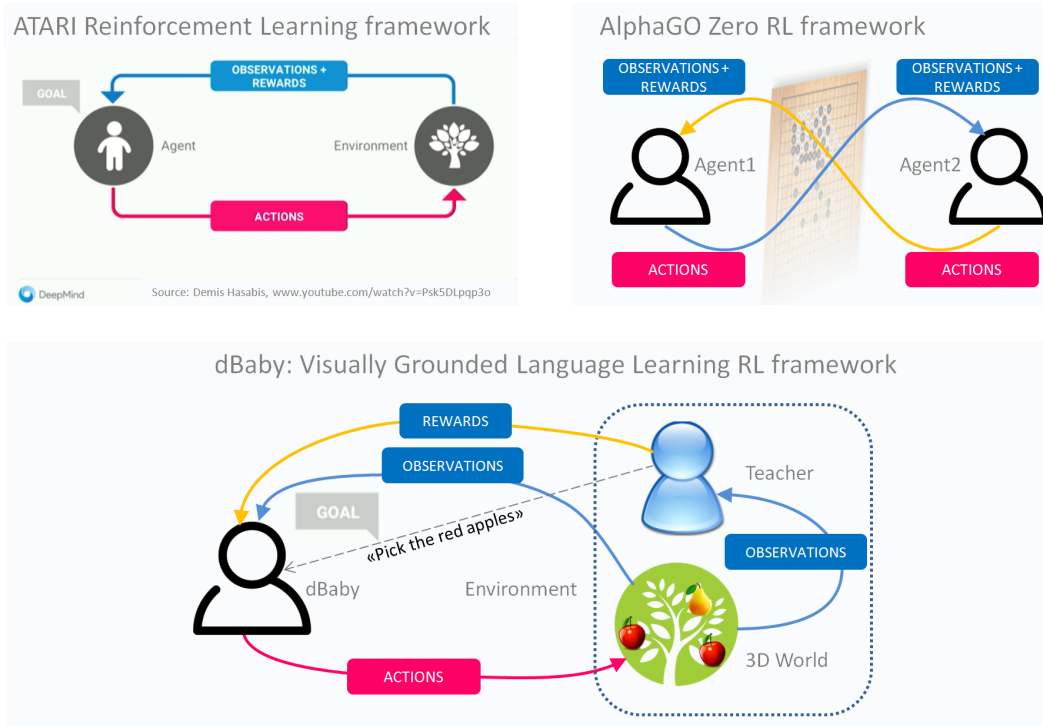 ATARI Reinforcement Learning framework
OBSERVATIONS +
REWARDS
GOAL
Agent
Environment
ACTIONS
DeepMind
Source: Demis Hasabis, www.youtube.com/watch?v=Psk5DLpqp3o
AlphaGO Zero RL framework
OBSERVATIONS +
REWARDS
OBSERVATIONS +
REWARDS
Agent1
Agent2
ACTIONS
ACTIONS
dBaby: Visually Grounded Language Learning RL framework
REWARDS
OBSERVATIONS
Teacher
GOAL
«Pick the red apples»
OBSERVATIONS
dBaby
Environment
3D World
ACTIONS